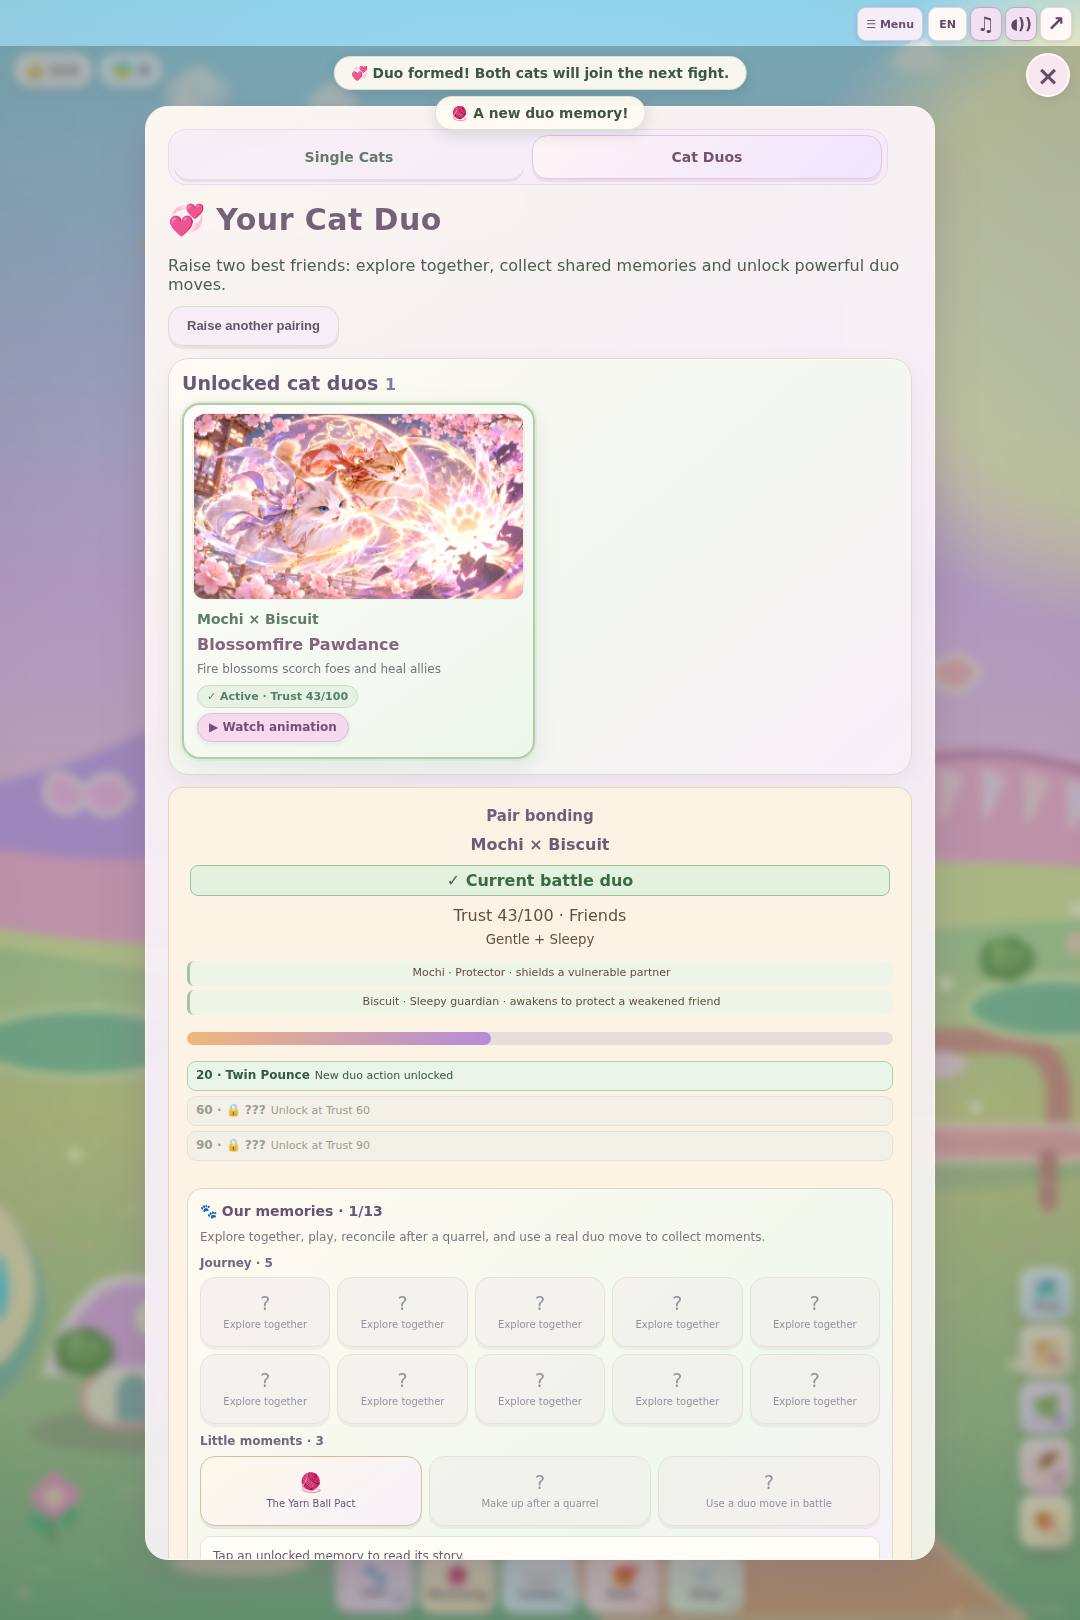 ☰ Menu
EN
💞 Duo formed! Both cats will join the next fight.
🧶 A new duo memory!
Single Cats
Cat Duos
💞 Your Cat Duo
Raise two best friends: explore together, collect shared memories and unlock powerful duo
moves.
Raise another pairing
Unlocked cat duos 1
Mochi × Biscuit
Blossomfire Pawdance
Fire blossoms scorch foes and heal allies
✓ Active · Trust 43/100
▶ Watch animation
Pair bonding
Mochi × Biscuit
✓ Current battle duo
Trust 43/100 · Friends
Gentle + Sleepy
Mochi · Protector · shields a vulnerable partner
Biscuit · Sleepy guardian · awakens to protect a weakened friend
20 · Twin Pounce New duo action unlocked
60 · 🔒 ??? Unlock at Trust 60
90 · 🔒 ??? Unlock at Trust 90
🐾 Our memories · 1/13
Explore together, play, reconcile after a quarrel, and use a real duo move to collect moments.
Journey · 5
? ? ? ? ?
Explore together Explore together Explore together Explore together Explore together
? ? ? ? ?
Explore together Explore together Explore together Explore together Explore together
Little moments · 3
? ?
The Yarn Ball Pact Make up after a quarrel Use a duo move in battle
Tap an unlocked memory to read its story.